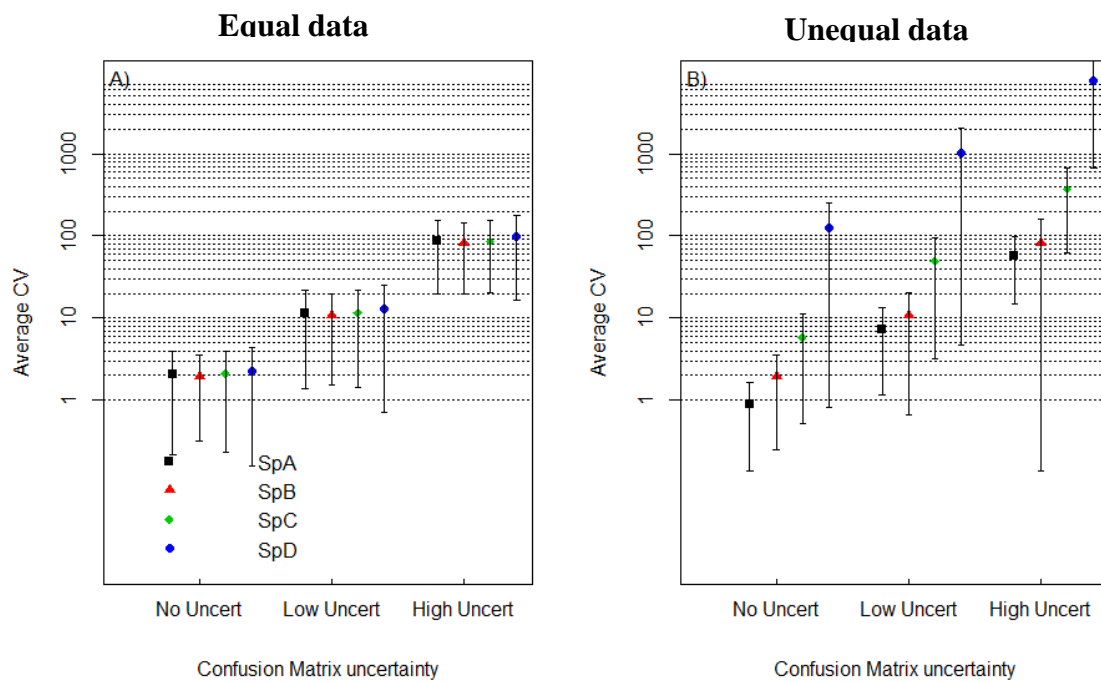 Equal data
Unequal data
A)
B)
1000
100
10
1
Average CV
SpA
SpB
SpC
SpD
No Uncert
Low Uncert
High Uncert
Confusion Matrix uncertainty
1000
100
10
1
Average CV
No Uncert
Low Uncert
High Uncert
Confusion Matrix uncertainty